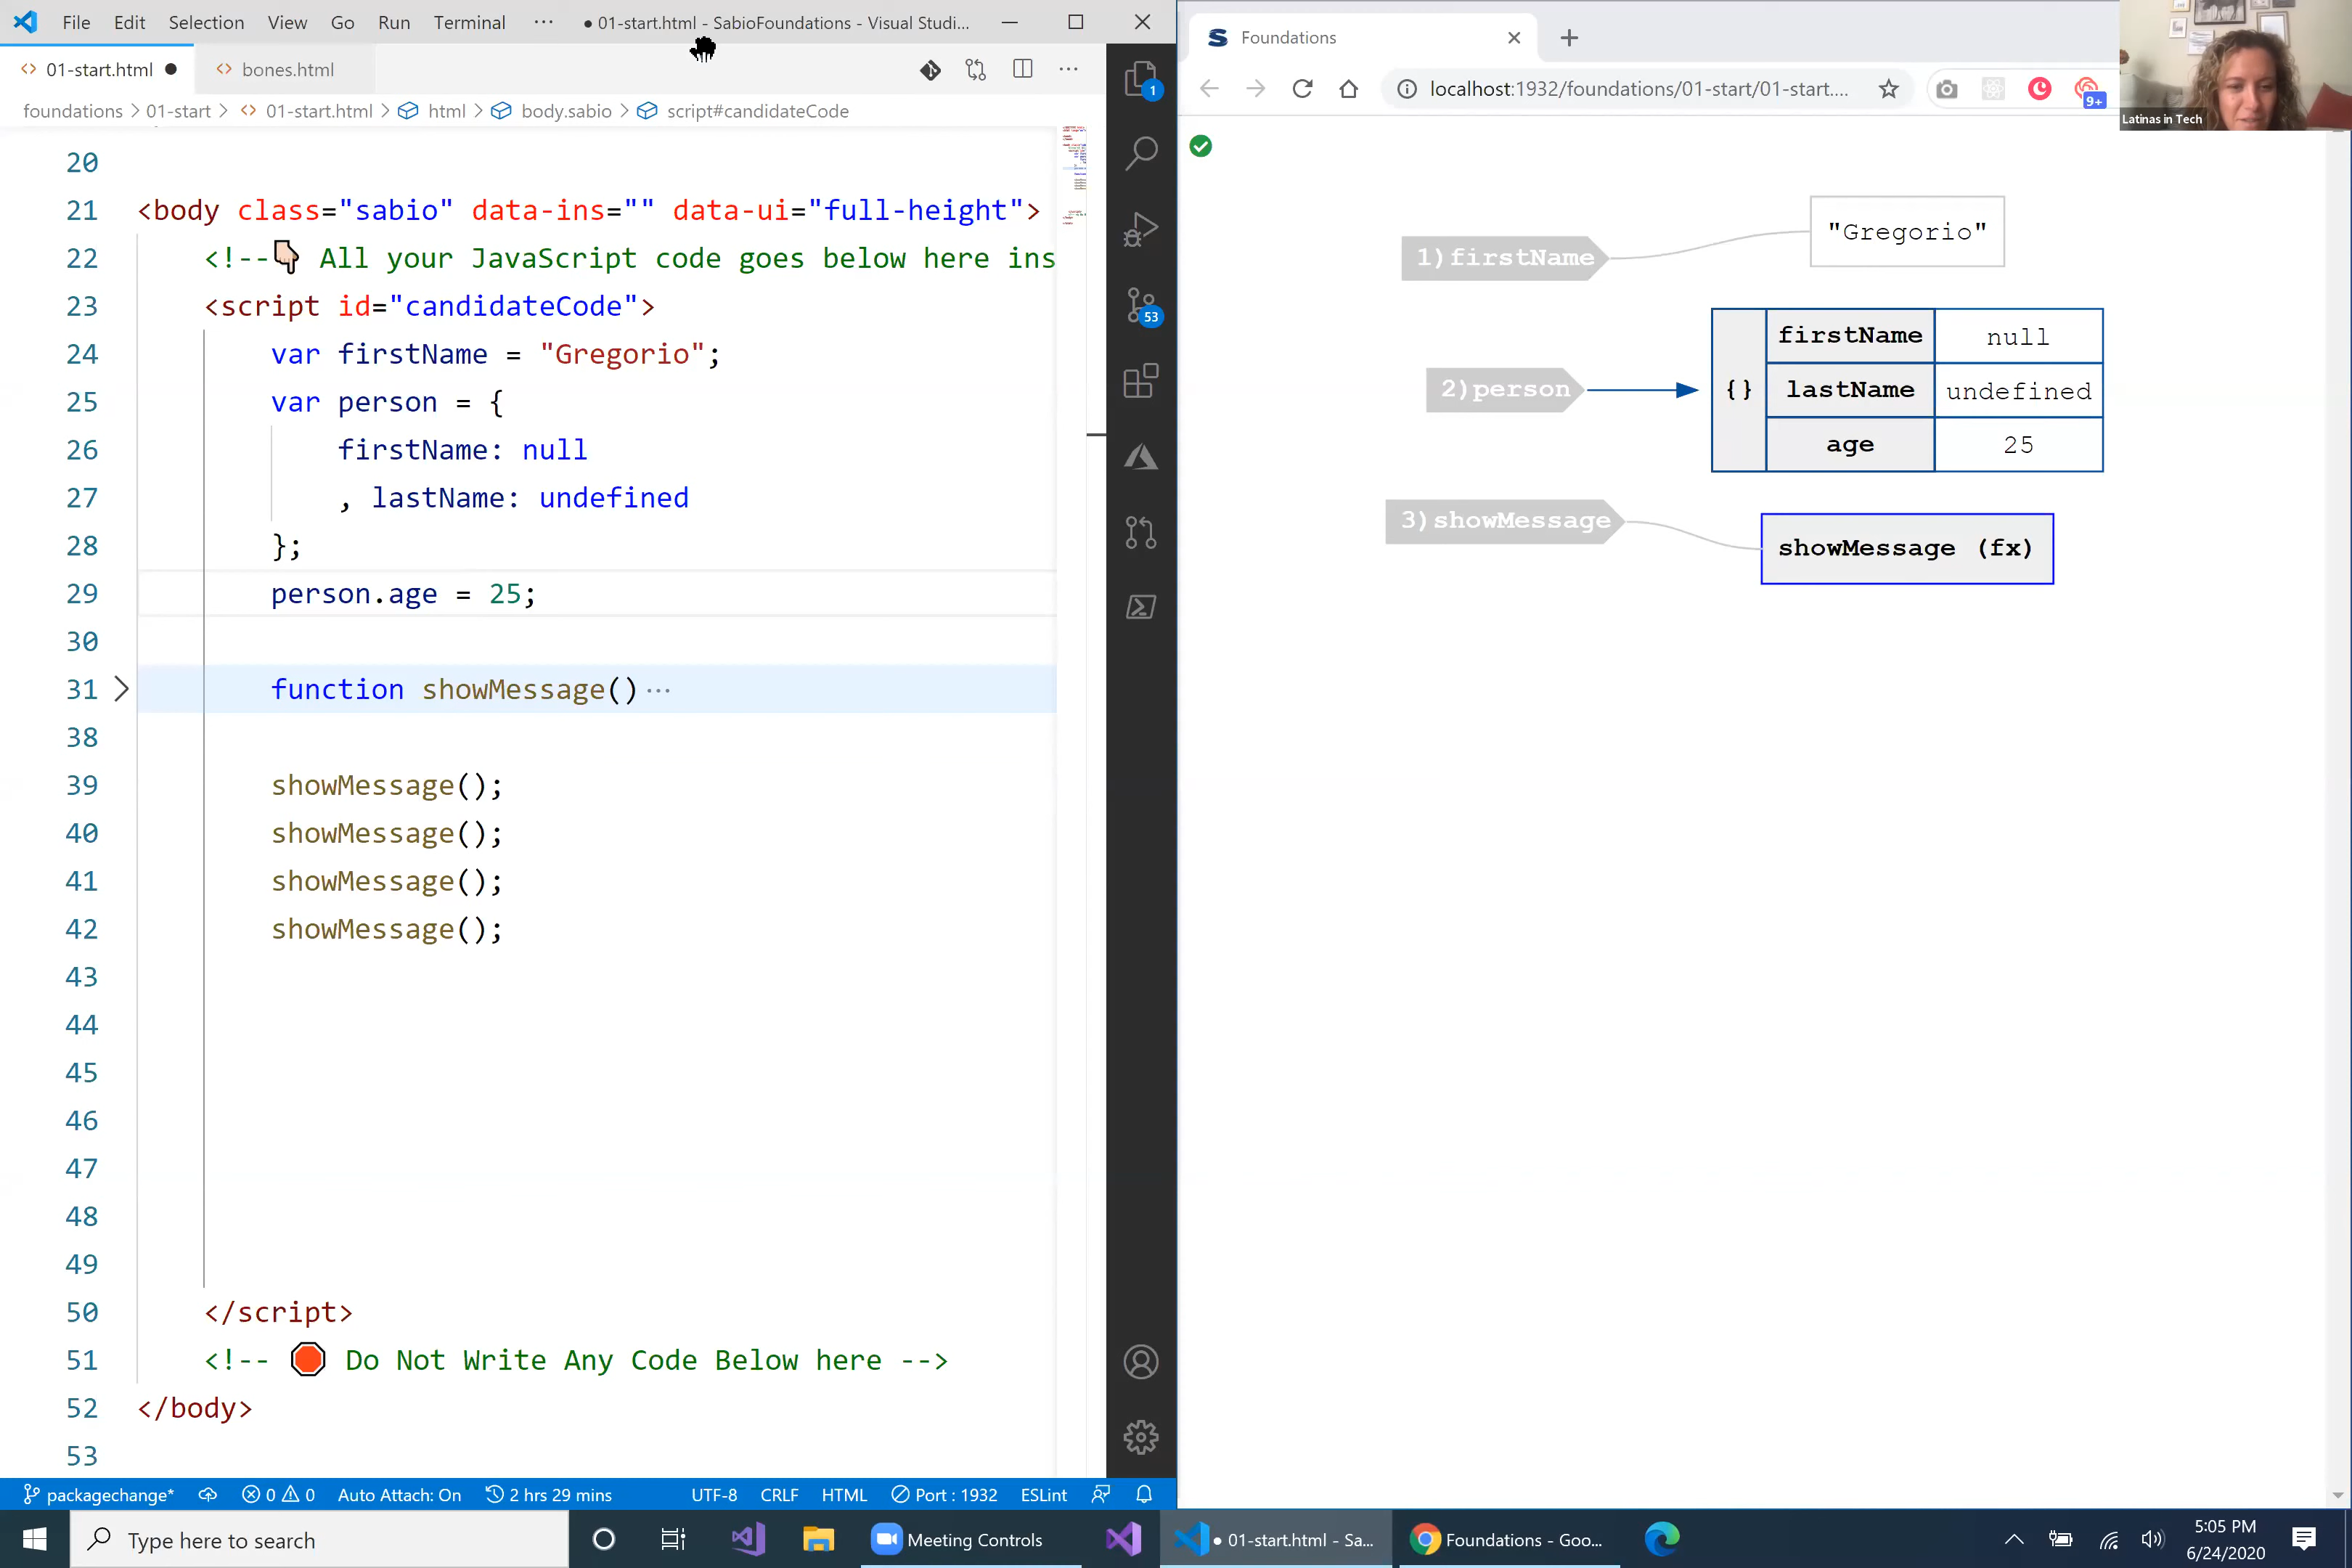 File Edit Selection View Go Run Terminal ··· ● 01-start.html - SabioFoundations - Visual Studi...
01-start.html ● bones.html
foundations > 01-start > 01-start.html > html > body.sabio > script#candidateCode
20
21 <body class="sabio" data-ins="" data-ui="full-height">
22 <!--👇 All your JavaScript code goes below here ins
23 <script id="candidateCode">
24 var firstName = "Gregorio";
25 var person = {
26 firstName: null
27 , lastName: undefined
28 };
29 person.age = 25;
30
31 function showMessage()···
38
39 showMessage();
40 showMessage();
41 showMessage();
42 showMessage();
43
44
45
46
47
48
49
50 </script>
51 <!-- 🛑 Do Not Write Any Code Below here -->
52 </body>
53
1
53
packagechange* 0 0 Auto Attach: On 2 hrs 29 mins UTF-8 CRLF HTML Port : 1932 ESLint
Foundations
localhost:1932/foundations/01-start/01-start....
9+
Latinas in Tech
1)firstName "Gregorio"
2)person {} firstName null
lastName undefined
age 25
3)showMessage showMessage (fx)
Type here to search Meeting Controls ● 01-start.html - Sa... Foundations - Goo... 5:05 PM
6/24/2020